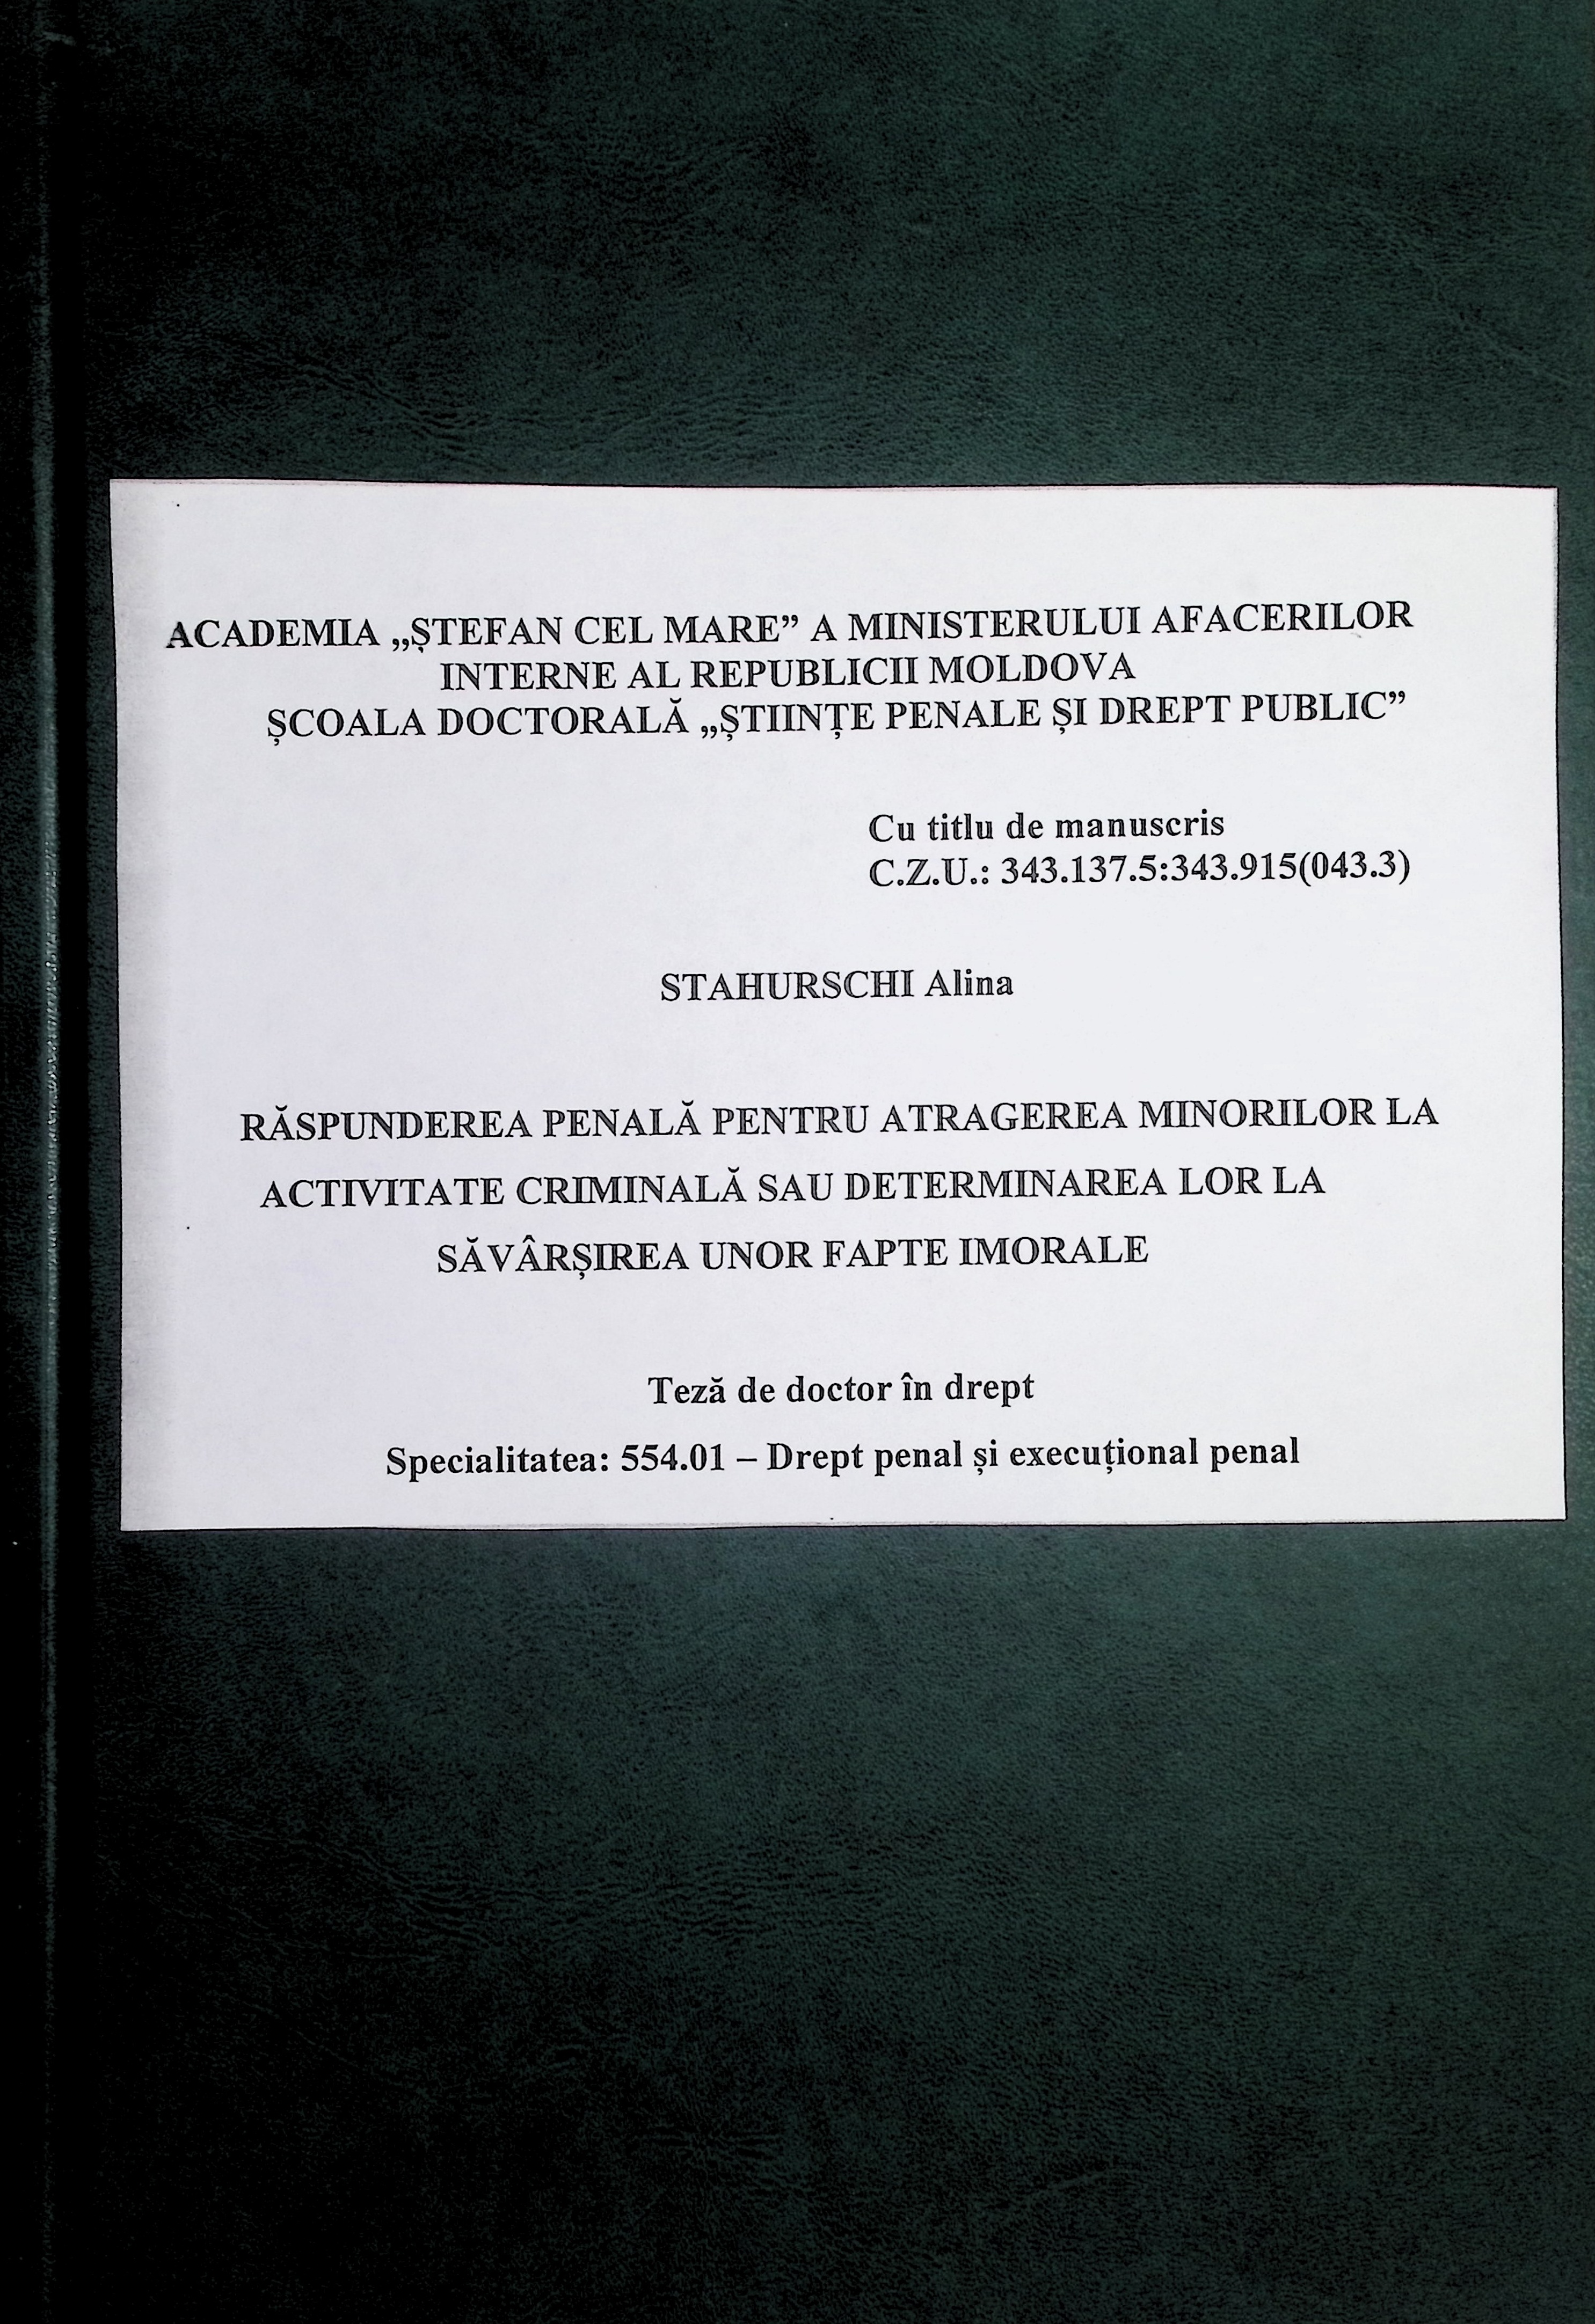 ACADEMIA „ȘTEFAN CEL MARE” A MINISTERULUI AFACERILOR
INTERNE AL REPUBLICII MOLDOVA
ȘCOALA DOCTORALĂ „ȘTIINȚE PENALE ȘI DREPT PUBLIC”
Cu titlu de manuscris
C.Z.U.: 343.137.5:343.915(043.3)
STAHURSCHI Alina
RĂSPUNDEREA PENALĂ PENTRU ATRAGEREA MINORILOR LA
ACTIVITATE CRIMINALĂ SAU DETERMINAREA LOR LA
SĂVÂRȘIREA UNOR FAPTE IMORALE
Teză de doctor în drept
Specialitatea: 554.01 – Drept penal și execuțional penal